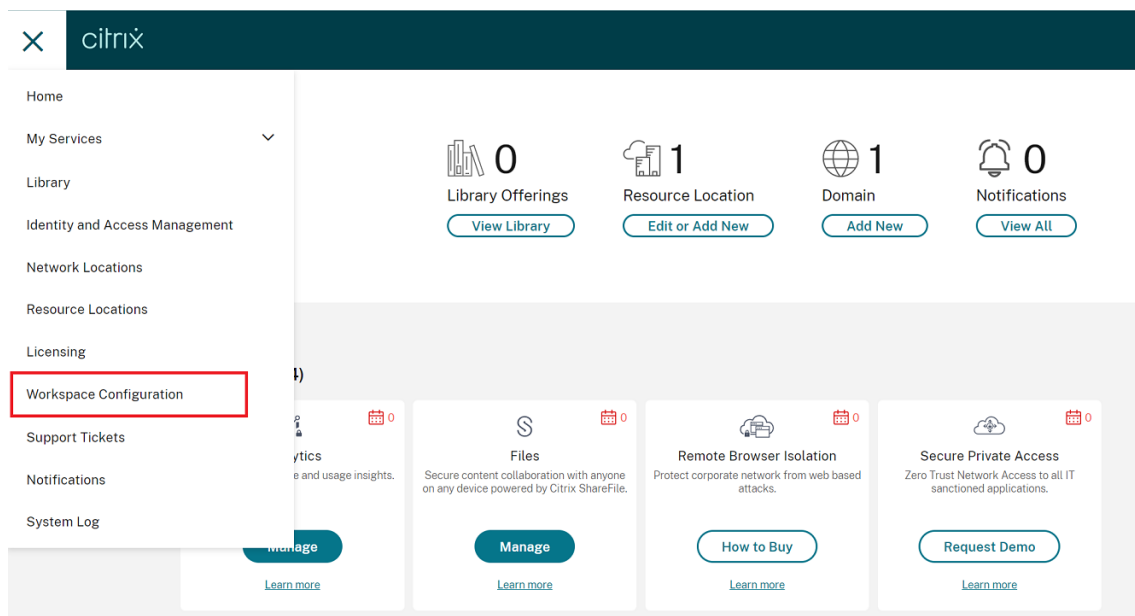 citrix
Home
My Services
Library
Identity and Access Management
Network Locations
Resource Locations
Licensing
Workspace Configuration
Support Tickets
Notifications
System Log
0
Library Offerings
View Library
1
Resource Location
Edit or Add New
1
Domain
Add New
0
Notifications
View All
4)
0
ytics
e and usage insights.
Manage
Learn more
0
Files
Secure content collaboration with anyone
on any device powered by Citrix ShareFile.
Manage
Learn more
0
Remote Browser Isolation
Protect corporate network from web based
attacks.
How to Buy
Learn more
0
Secure Private Access
Zero Trust Network Access to all IT
sanctioned applications.
Request Demo
Learn more